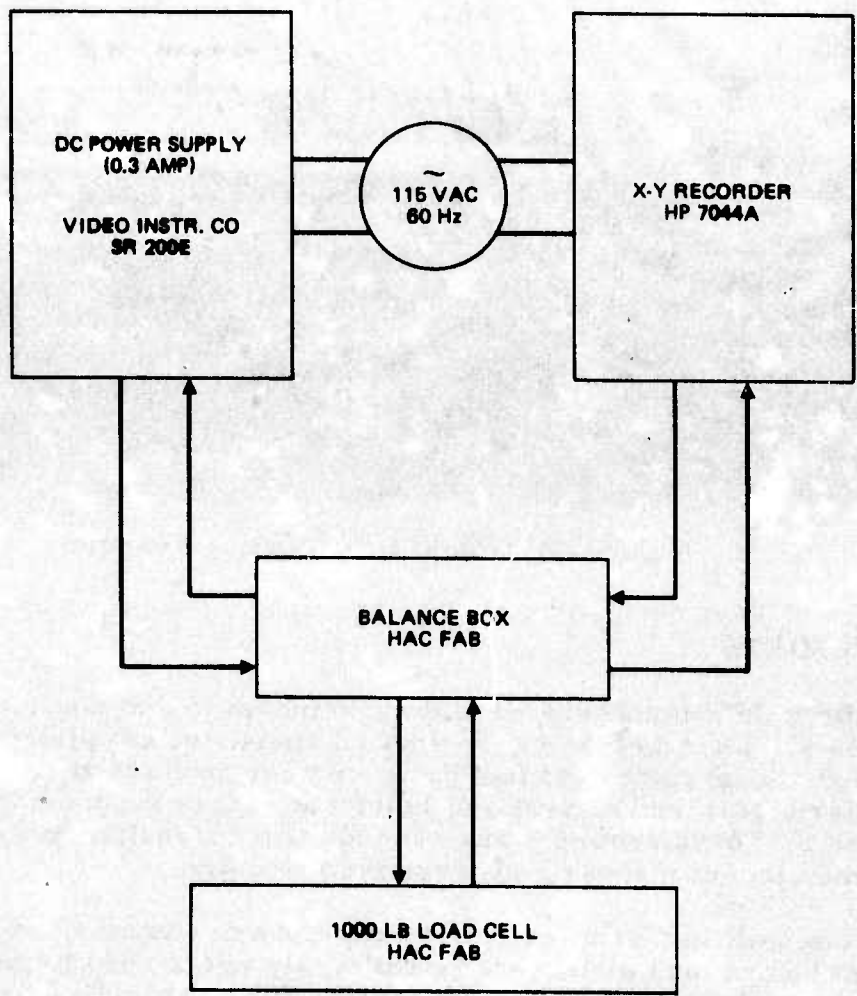 DC POWER SUPPLY
(0.3 AMP)
VIDEO INSTR. CO
SR 200E
~
115 VAC
60 Hz
X-Y RECORDER
HP 7044A
BALANCE BOX
HAC FAB
1000 LB LOAD CELL
HAC FAB